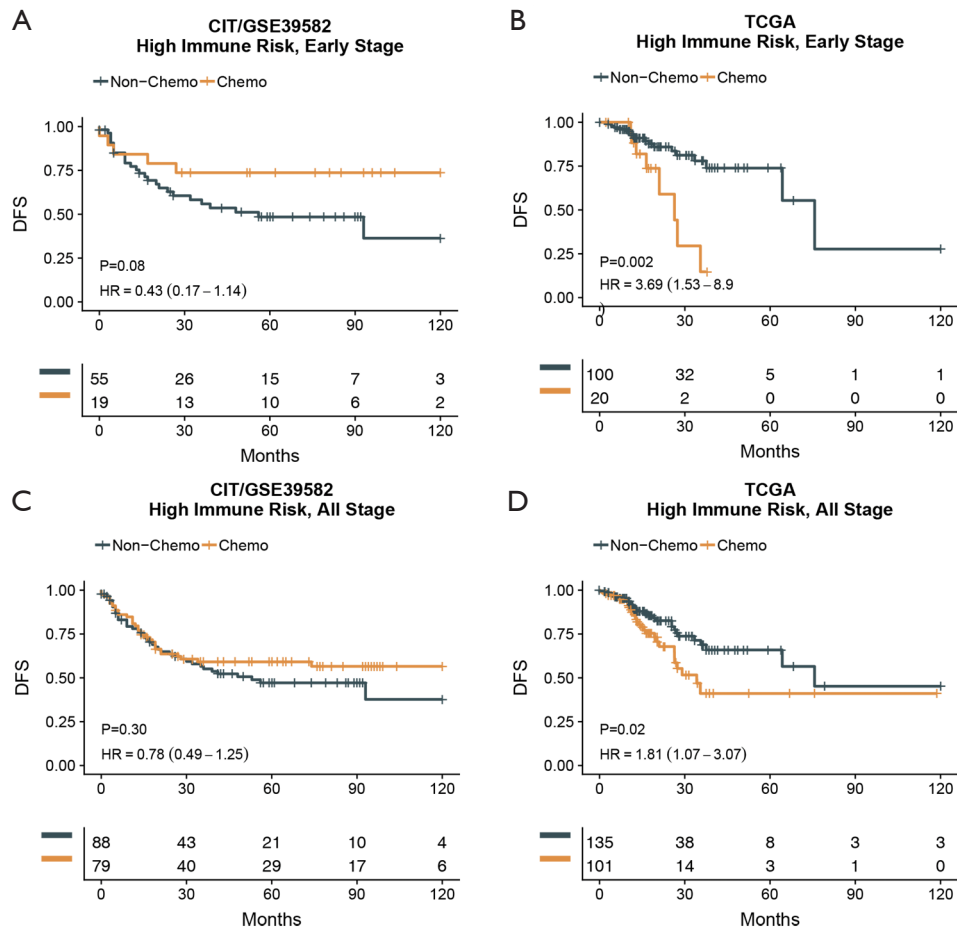 A
CIT/GSE39582
High Immune Risk, Early Stage
Non−Chemo Chemo
1.00
0.75
0.50
0.25
0.00
DFS
P=0.08
HR = 0.43 (0.17 − 1.14)
0 30 60 90 120
55 26 15 7 3
19 13 10 6 2
0 30 60 90 120
Months
B
TCGA
High Immune Risk, Early Stage
Non−Chemo Chemo
1.00
0.75
0.50
0.25
0.00
DFS
P=0.002
HR = 3.69 (1.53 − 8.9
)
0 30 60 90 120
100 32 5 1 1
20 2 0 0 0
0 30 60 90 120
Months
C
CIT/GSE39582
High Immune Risk, All Stage
Non−Chemo Chemo
1.00
0.75
0.50
0.25
0.00
DFS
P=0.30
HR = 0.78 (0.49 − 1.25)
0 30 60 90 120
88 43 21 10 4
79 40 29 17 6
0 30 60 90 120
Months
D
TCGA
High Immune Risk, All Stage
Non−Chemo Chemo
1.00
0.75
0.50
0.25
0.00
DFS
P=0.02
HR = 1.81 (1.07 − 3.07)
0 30 60 90 120
135 38 8 3 3
101 14 3 1 0
0 30 60 90 120
Months